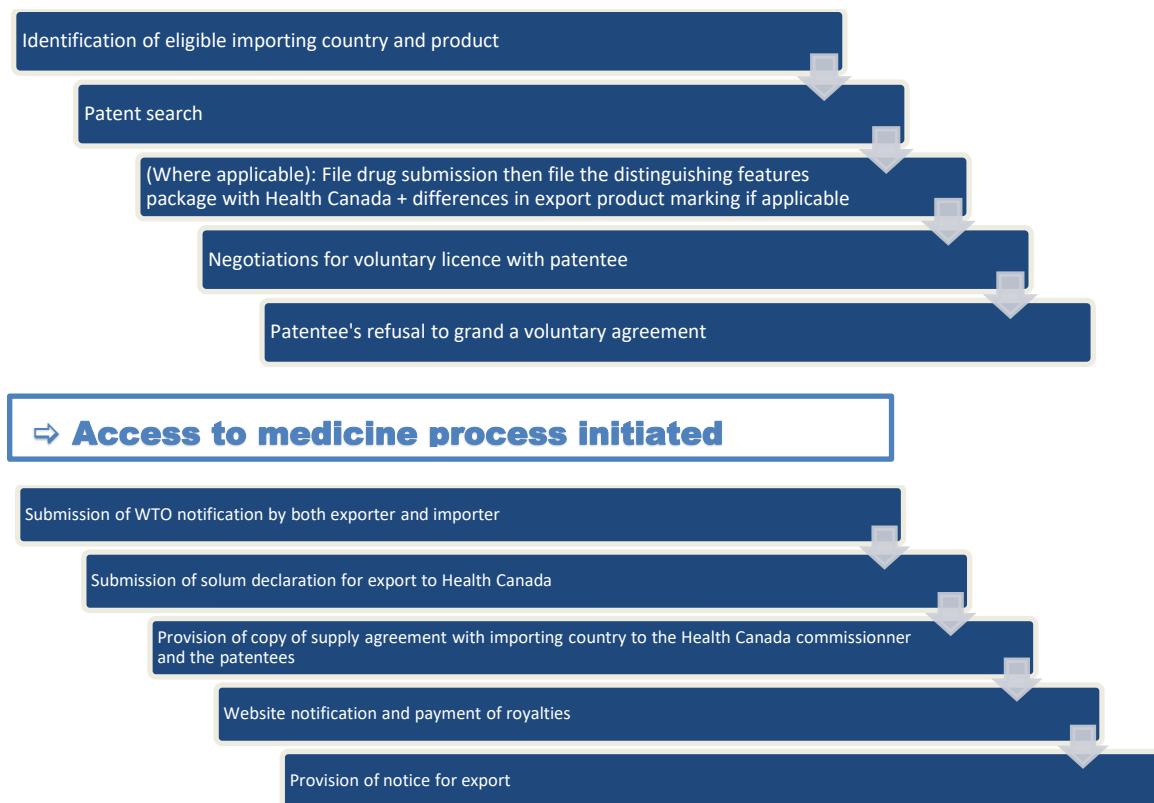 Identification of eligible importing country and product
Patent search
(Where applicable): File drug submission then file the distinguishing features
package with Health Canada + differences in export product marking if applicable
Negotiations for voluntary licence with patentee
Patentee's refusal to grand a voluntary agreement
⇨ Access to medicine process initiated
Submission of WTO notification by both exporter and importer
Submission of solum declaration for export to Health Canada
Provision of copy of supply agreement with importing country to the Health Canada commissionner
and the patentees
Website notification and payment of royalties
Provision of notice for export